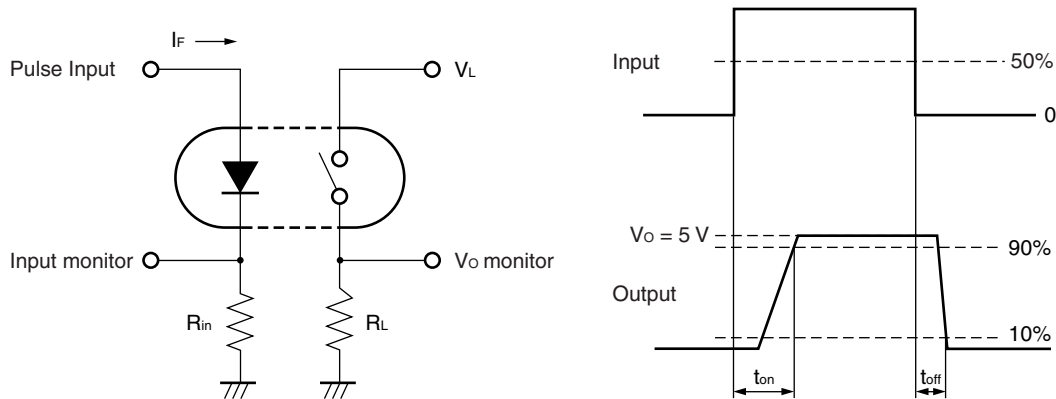 IF
Pulse Input
VL
Input monitor
VO monitor
Rin
RL
Input
50%
0
VO = 5 V
90%
Output
10%
ton
toff